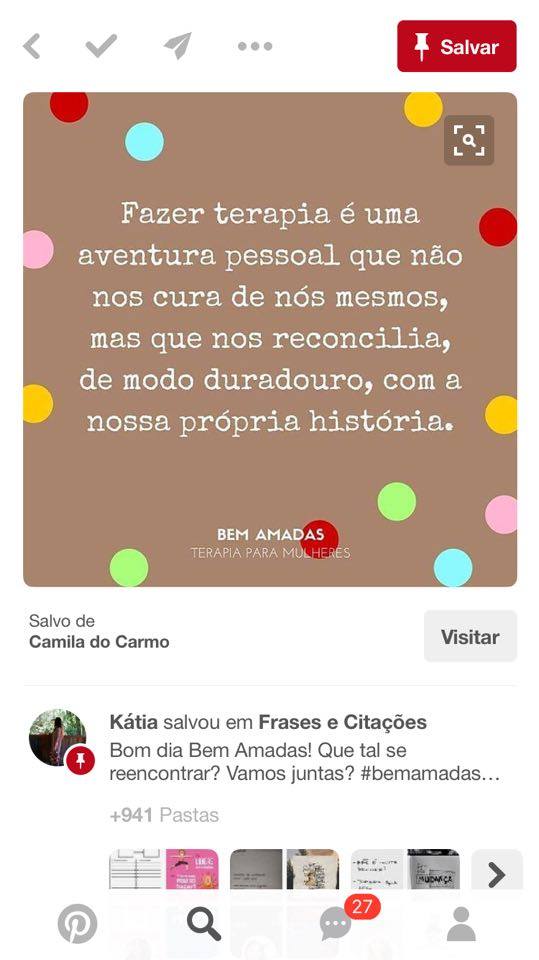 Salvar
Fazer terapia é uma
aventura pessoal que não
nos cura de nós mesmos,
mas que nos reconcilia,
de modo duradouro, com a
nossa própria história.
BEM AMADAS
TERAPIA PARA MULHERES
Salvo de
Camila do Carmo
Visitar
Kátia salvou em Frases e Citações
Bom dia Bem Amadas! Que tal se
reencontrar? Vamos juntas? #bemamadas...
+941 Pastas
MUDANÇA
27